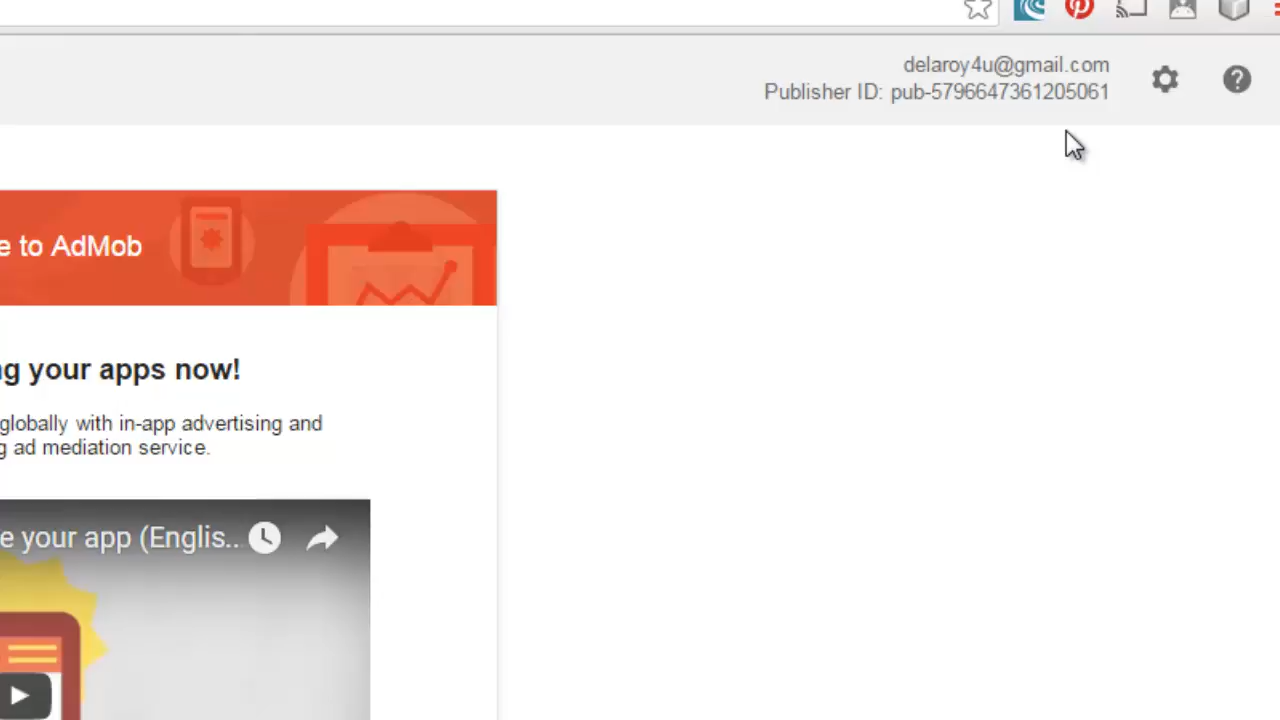 delaroy4u@gmail.com
Publisher ID: pub-5796647361205061
e to AdMob
ng your apps now!
globally with in-app advertising and
g ad mediation service.
e your app (Englis...